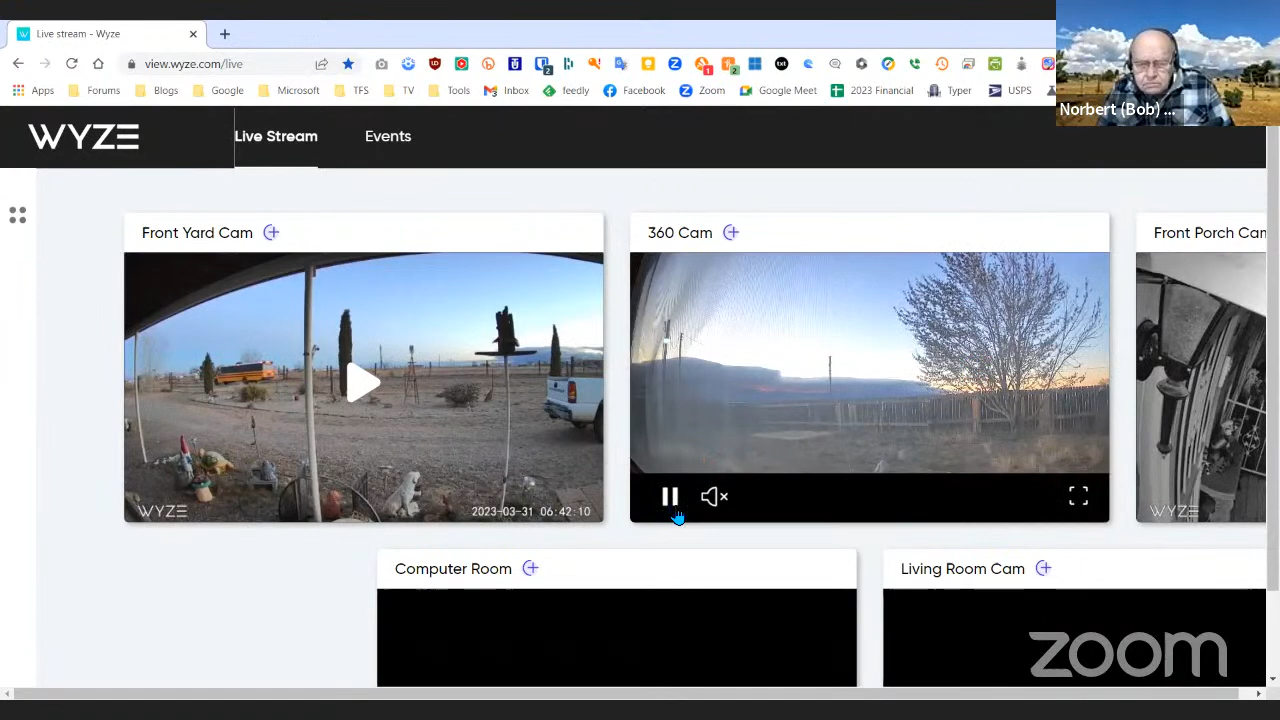 Live stream - Wyze
view.wyze.com/live
Apps Forums Blogs Google Microsoft TFS TV Tools Inbox feedly Facebook Zoom Google Meet 2023 Financial Typer USPS
Norbert (Bob) ...
WYZE Live Stream Events
Front Yard Cam
360 Cam
Front Porch Cam
WYZE 2023-03-31 06:42:10
WYZE
Computer Room
Living Room Cam
zoom